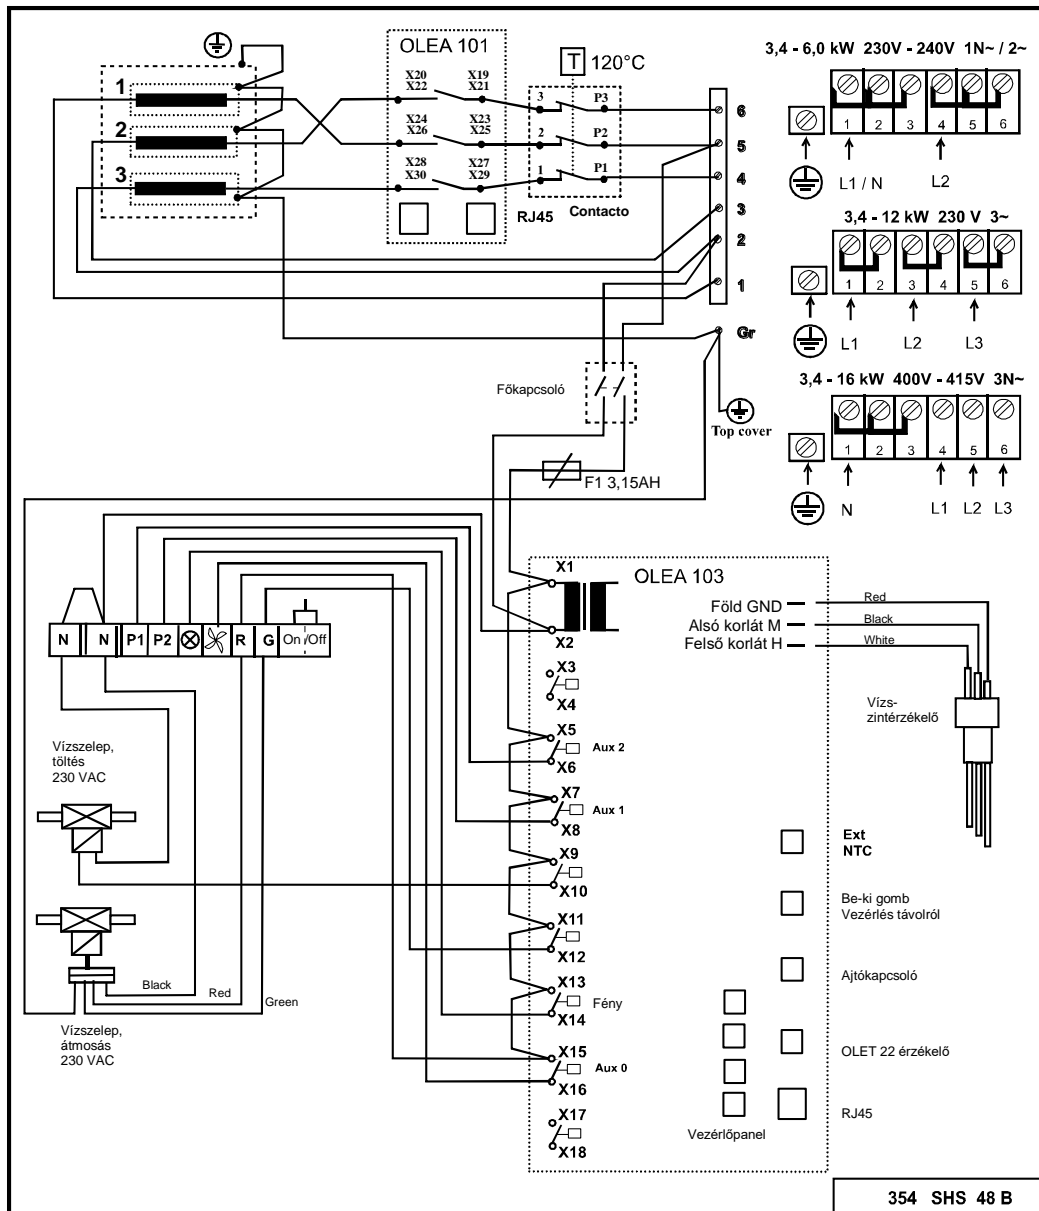 OLEA 101
T 120°C
1
2
3
X20
X22
X19
X21
X24
X26
X23
X25
X28
X30
X27
X29
3
2
1
P3
P2
P1
RJ45
Contacto
6
5
4
3
2
1
Gr
Főkapcsoló
Top cover
F1 3,15AH
3,4 - 6,0 kW 230V - 240V 1N~ / 2~
1 2 3 4 5 6
L1 / N L2
3,4 - 12 kW 230 V 3~
1 2 3 4 5 6
L1 L2 L3
3,4 - 16 kW 400V - 415V 3N~
1 2 3 4 5 6
N L1 L2 L3
N N P1 P2 R G On /Off
Vízszelep,
töltés
230 VAC
Black
Red
Green
Vízszelep,
átmosás
230 VAC
OLEA 103
X1
X2
X3
X4
X5
Aux 2
X6
X7
Aux 1
X8
X9
X10
X11
X12
X13
Fény
X14
X15
Aux 0
X16
X17
X18
Föld GND
Alsó korlát M
Felső korlát H
Red
Black
White
Vízs-
zintérzékelő
Ext
NTC
Be-ki gomb
Vezérlés távolról
Ajtókapcsoló
OLET 22 érzékelő
RJ45
Vezérlőpanel
354 SHS 48 B